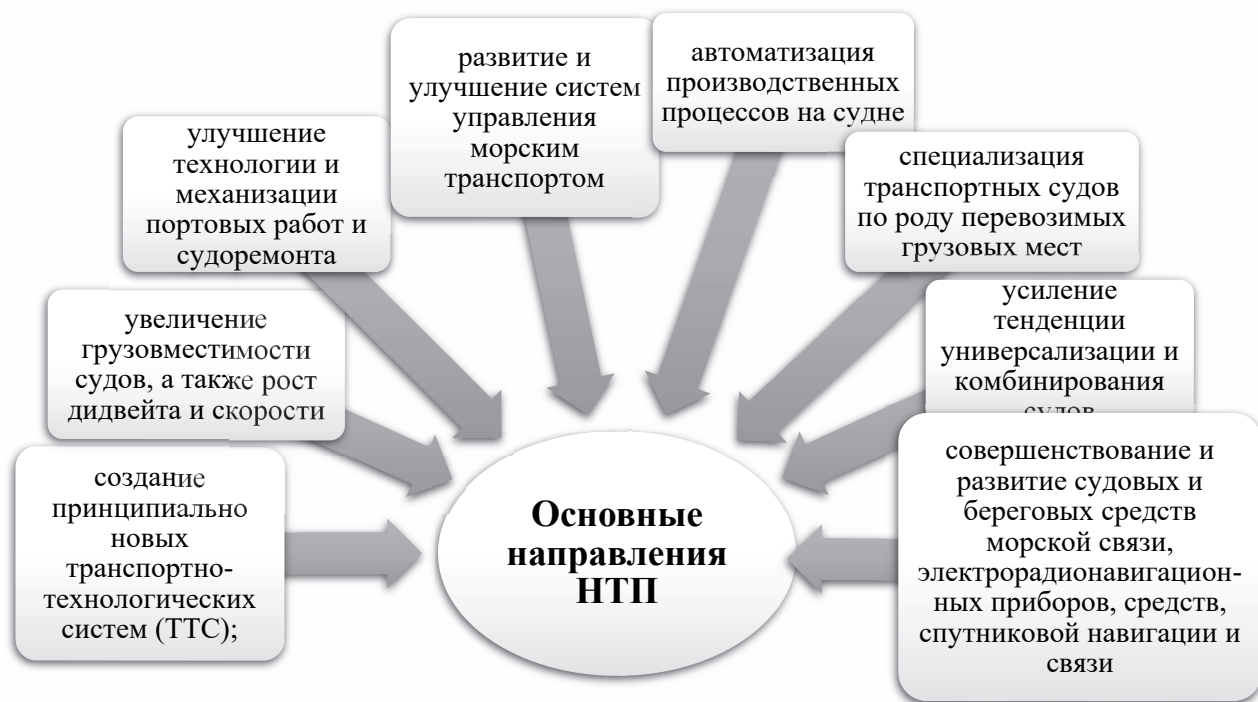 создание
принципиально
новых
транспортно-
технологических
систем (ТТС);
увеличение
грузовместимости
судов, а также рост
дидвейта и скорости
улучшение
технологии и
механизации
портовых работ и
судоремонта
развитие и
улучшение систем
управления
морским
транспортом
автоматизация
производственных
процессов на судне
специализация
транспортных судов
по роду перевозимых
грузовых мест
усиление
тенденции
универсализации и
комбинирования
судов
совершенствование и
развитие судовых и
береговых средств
морской связи,
электрорадионавигацион-
ных приборов, средств,
спутниковой навигации и
связи
Основные
направления
НТП